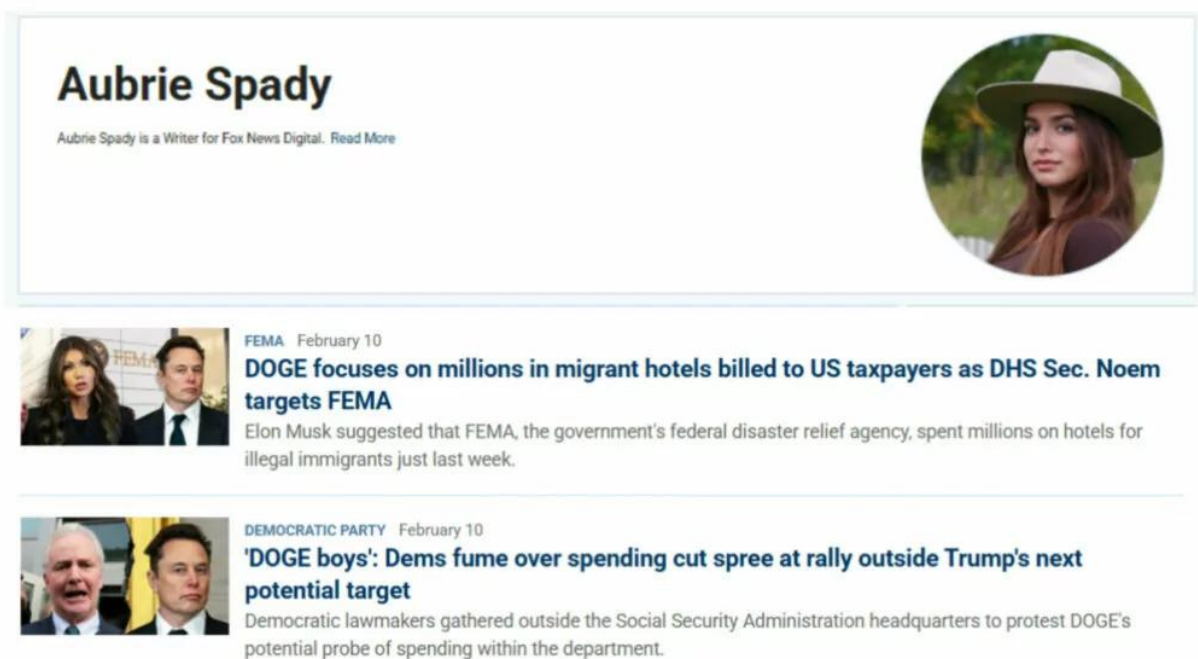 Aubrie Spady
Aubrie Spady is a Writer for Fox News Digital. Read More
FEMA
FEMA February 10
DOGE focuses on millions in migrant hotels billed to US taxpayers as DHS Sec. Noem
targets FEMA
Elon Musk suggested that FEMA, the government's federal disaster relief agency, spent millions on hotels for
illegal immigrants just last week.
DEMOCRATIC PARTY February 10
'DOGE boys': Dems fume over spending cut spree at rally outside Trump's next
potential target
Democratic lawmakers gathered outside the Social Security Administration headquarters to protest DOGE's
potential probe of spending within the department.